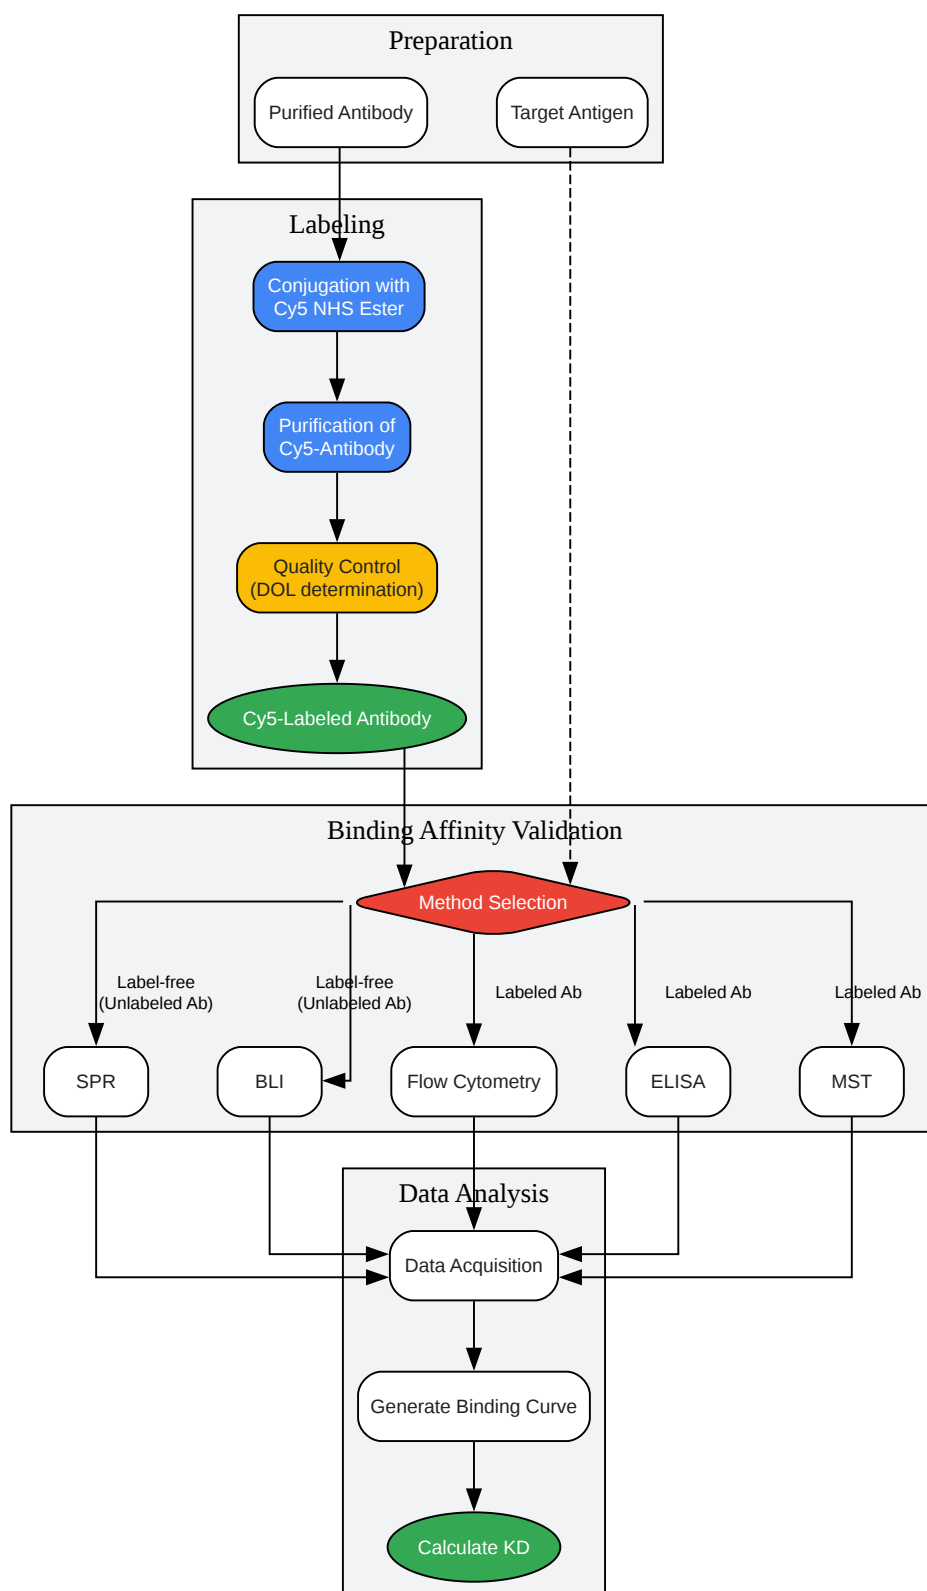 Preparation
Purified Antibody
Target Antigen
Labeling
Conjugation with
Cy5 NHS Ester
Purification of
Cy5-Antibody
Quality Control
(DOL determination)
Cy5-Labeled Antibody
Binding Affinity Validation
Method Selection
Label-free
(Unlabeled Ab)
Label-free
(Unlabeled Ab)
Labeled Ab
Labeled Ab
Labeled Ab
SPR
BLI
Flow Cytometry
ELISA
MST
Data Analysis
Data Acquisition
Generate Binding Curve
Calculate KD